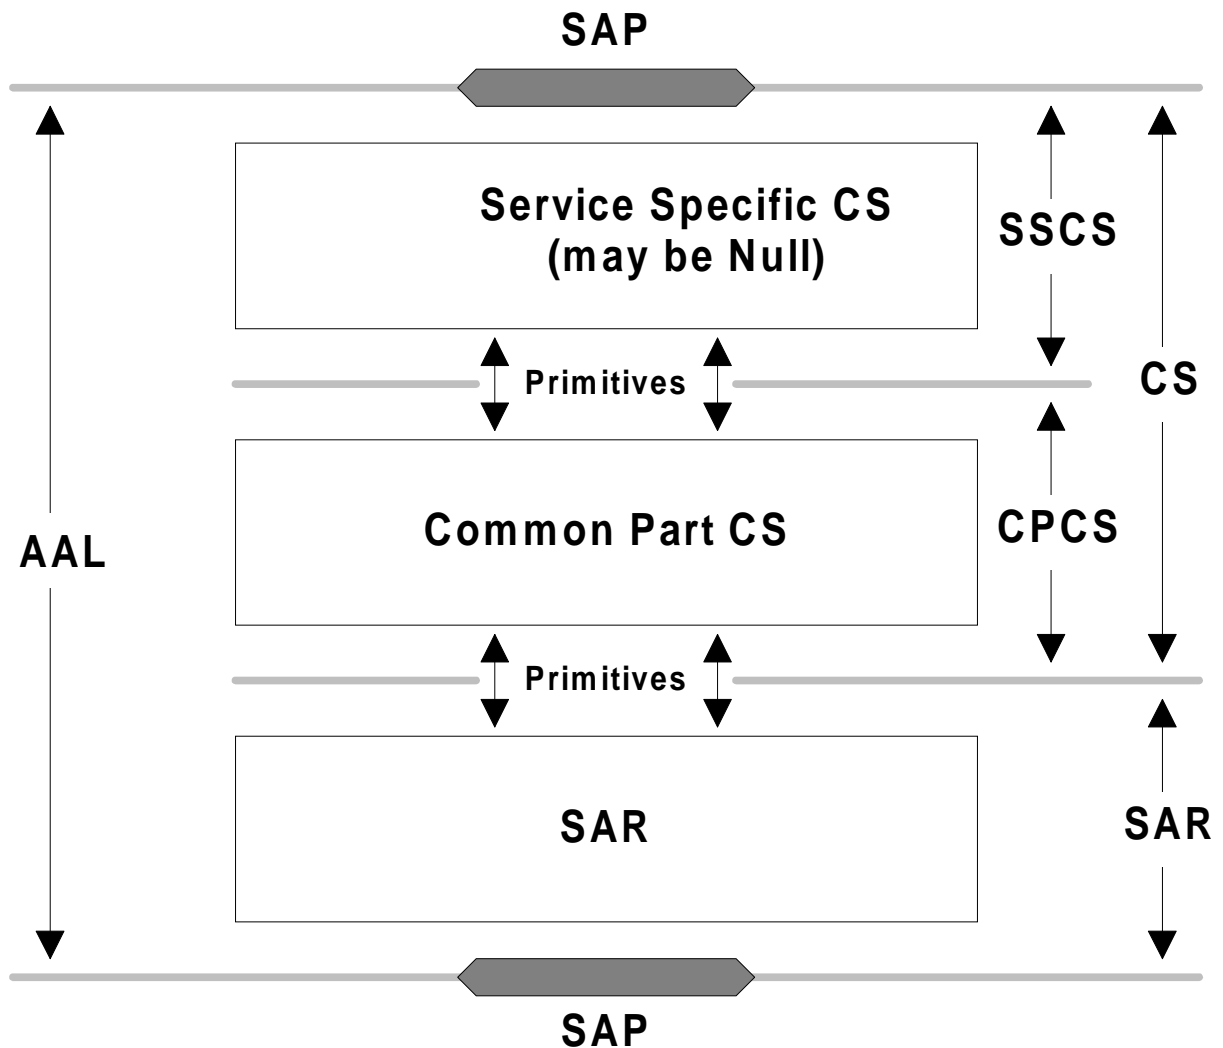 SAP
Service Specific CS
(may be Null)
SSCS
Primitives
CS
Common Part CS
CPCS
AAL
Primitives
SAR
SAR
SAP